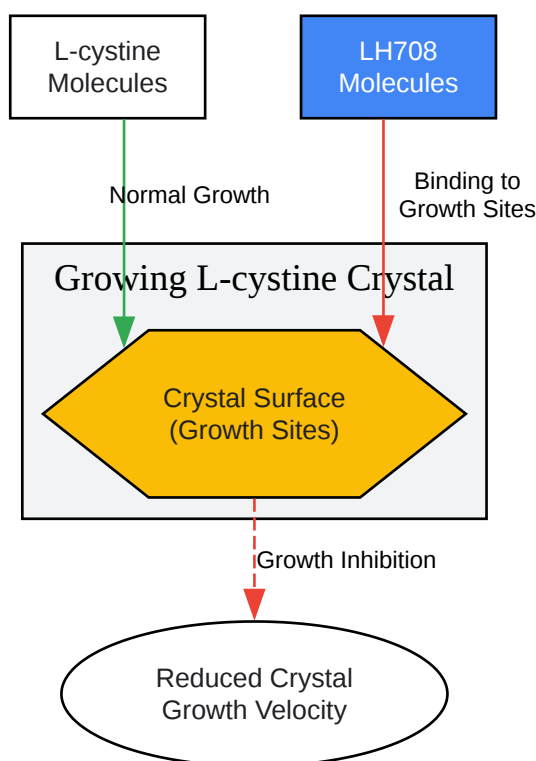 L-cystine
Molecules
LH708
Molecules
Normal Growth
Binding to
Growth Sites
Growing L-cystine Crystal
Crystal Surface
(Growth Sites)
Growth Inhibition
Reduced Crystal
Growth Velocity